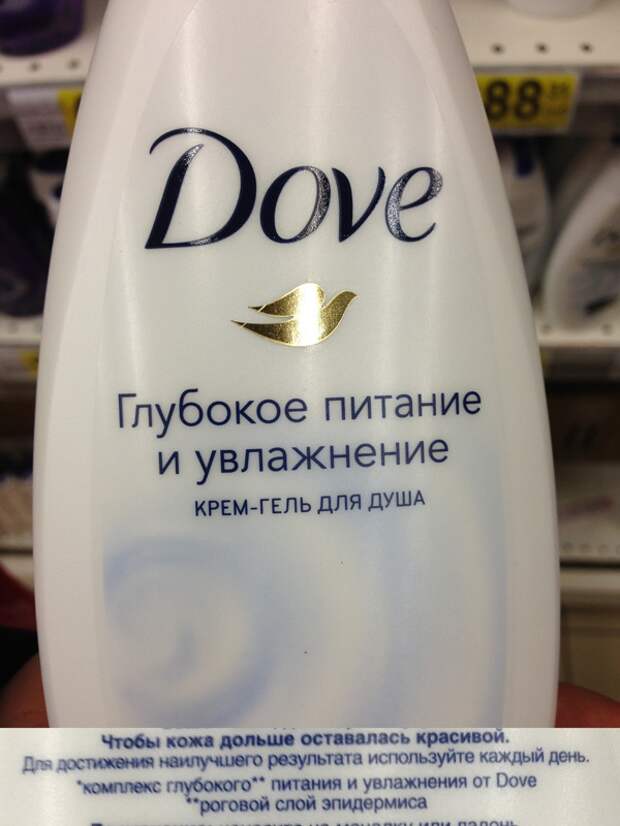 88
Dove
Глубокое питание
и увлажнение
КРЕМ-ГЕЛЬ ДЛЯ ДУША
Чтобы кожа дольше оставалась красивой.
Для достижения наилучшего результата используйте каждый день.
*комплекс глубокого** питания и увлажнения от Dove
**роговой слой эпидермиса